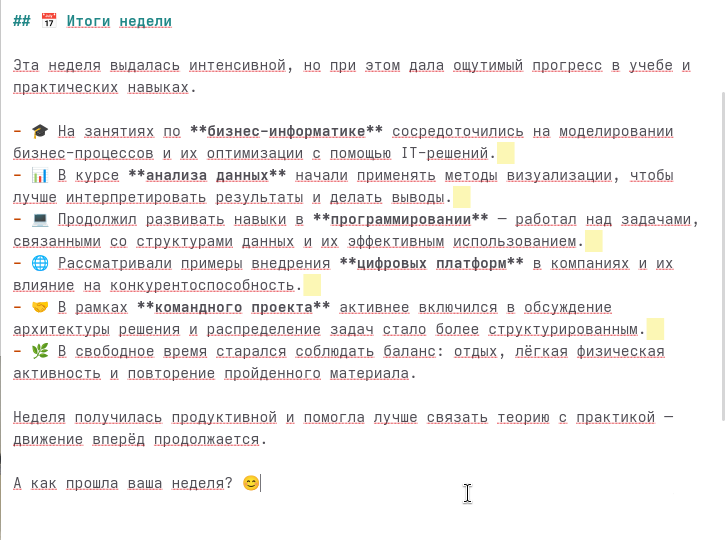 ## 📅 Итоги недели
Эта неделя выдалась интенсивной, но при этом дала ощутимый прогресс в учебе и
практических навыках.
- 🎓 На занятиях по **бизнес-информатике** сосредоточились на моделировании
бизнес-процессов и их оптимизации с помощью IT-решений.
- 📊 В курсе **анализа данных** начали применять методы визуализации, чтобы
лучше интерпретировать результаты и делать выводы.
- 💻 Продолжил развивать навыки в **программировании** — работал над задачами,
связанными со структурами данных и их эффективным использованием.
- 🌐 Рассматривали примеры внедрения **цифровых платформ** в компаниях и их
влияние на конкурентоспособность.
- 🤝 В рамках **командного проекта** активнее включился в обсуждение
архитектуры решения и распределение задач стало более структурированным.
- 🌿 В свободное время старался соблюдать баланс: отдых, лёгкая физическая
активность и повторение пройденного материала.
Неделя получилась продуктивной и помогла лучше связать теорию с практикой —
движение вперёд продолжается.
А как прошла ваша неделя? 😊